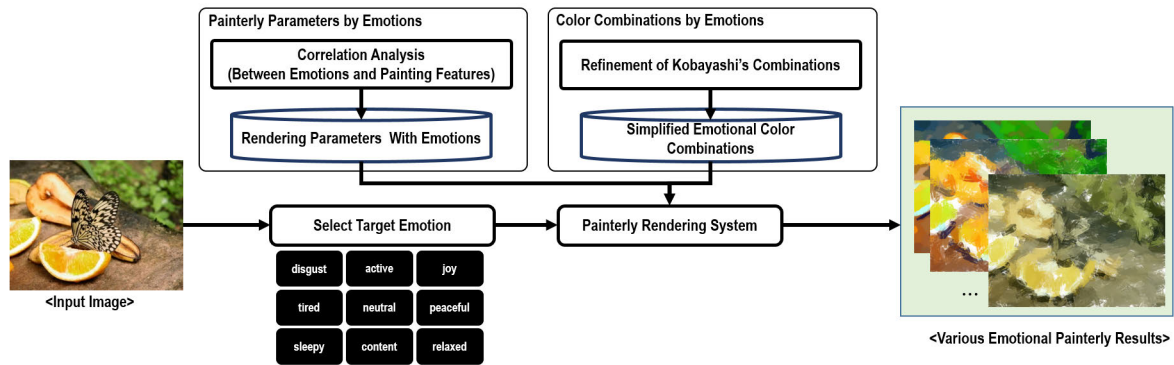 Painterly Parameters by Emotions
Correlation Analysis
(Between Emotions and Painting Features)
Rendering Parameters With Emotions
Color Combinations by Emotions
Refinement of Kobayashi's Combinations
Simplified Emotional Color
Combinations
<Input Image>
Select Target Emotion
disgust active joy
tired neutral peaceful
sleepy content relaxed
Painterly Rendering System
...
<Various Emotional Painterly Results>